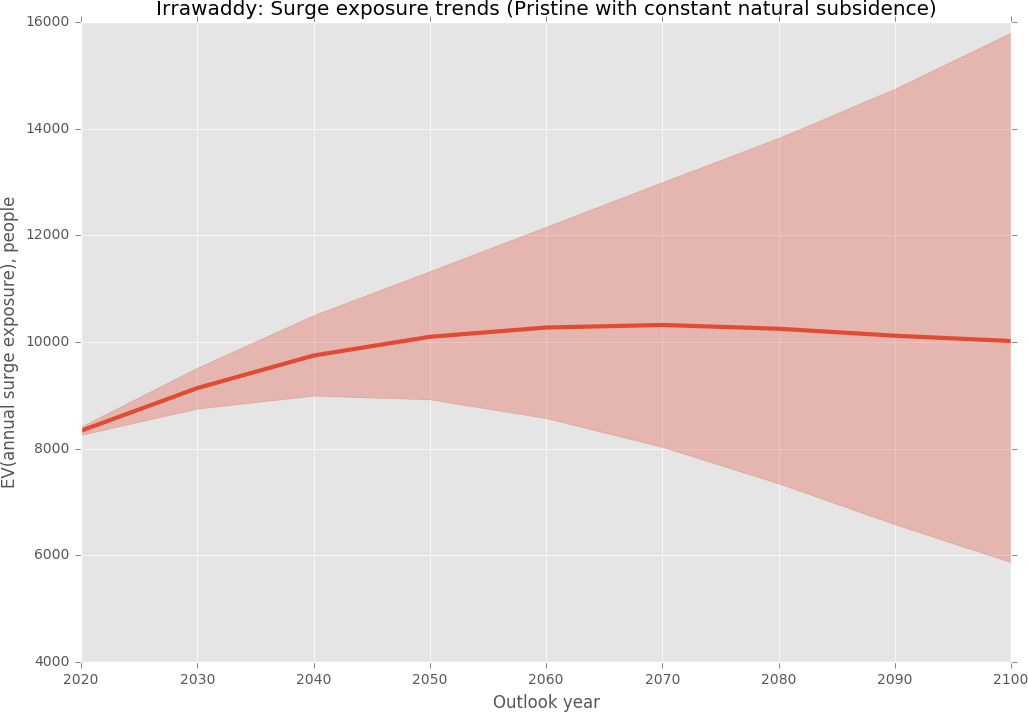 Irrawaddy: Surge exposure trends (Pristine with constant natural subsidence)
EV(annual surge exposure), people
16000
14000
12000
10000
8000
6000
4000
2020 2030 2040 2050 2060 2070 2080 2090 2100
Outlook year